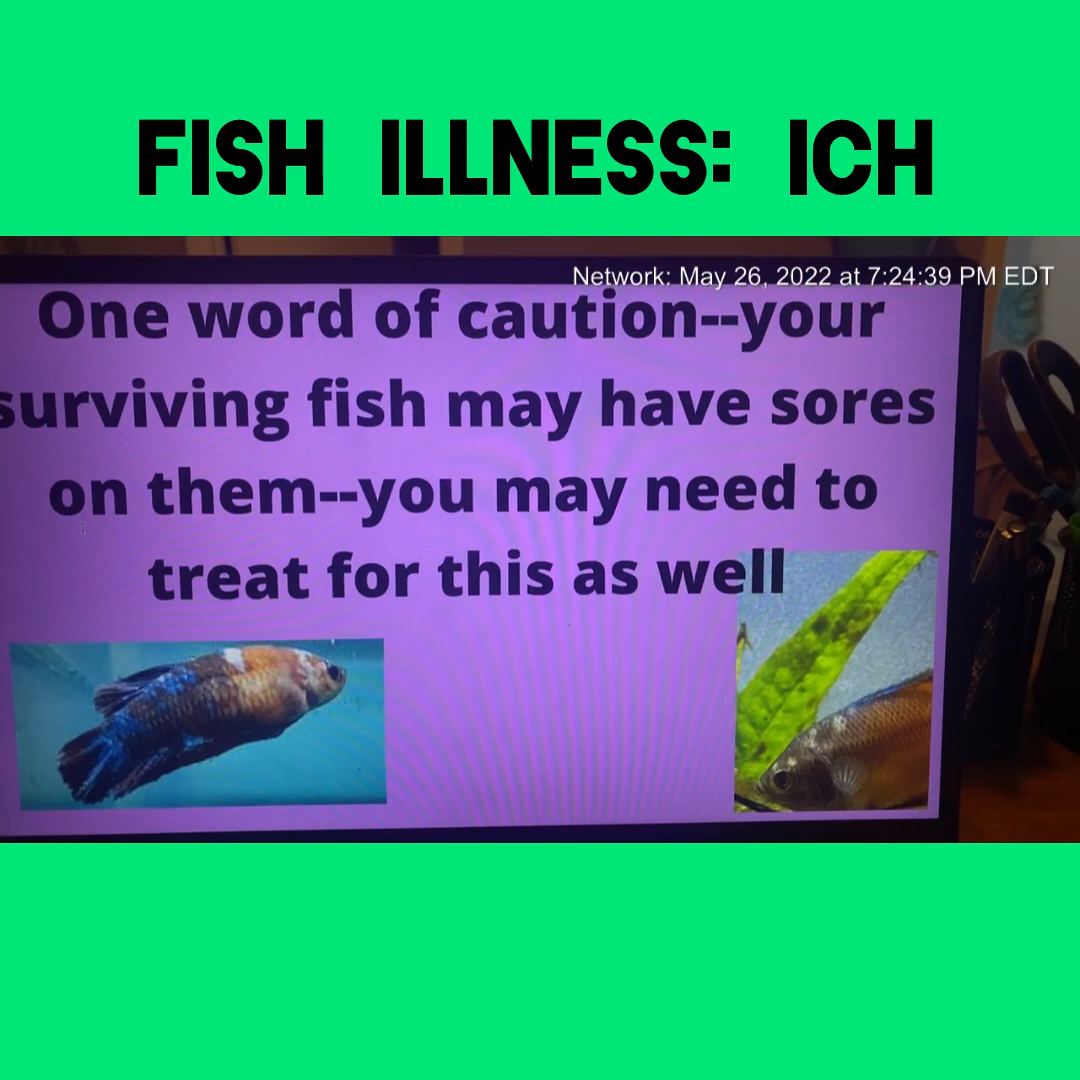 FISH ILLNESS: ICH
Network: May 26, 2022 at 7:24:39 PM EDT
One word of caution--your
surviving fish may have sores
on them--you may need to
treat for this as well